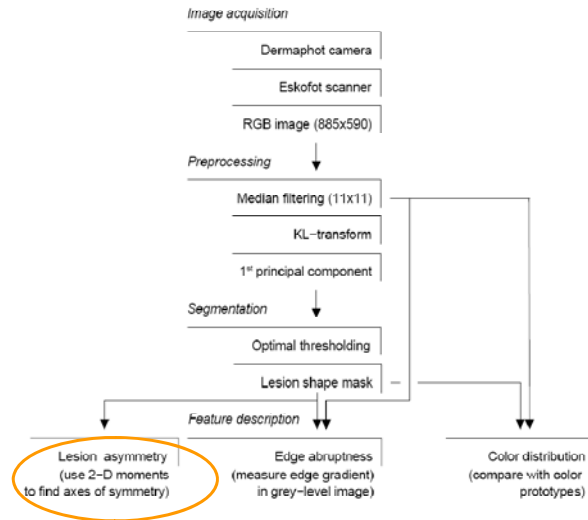 Image acquisition
Dermaphot camera
Eskofot scanner
RGB image (885x590)
Preprocessing
Median filtering (11x11)
KL-transform
1st principal component
Segmentation
Optimal thresholding
Lesion shape mask
Feature description
Lesion asymmetry
(use 2-D moments
to find axes of symmetry)
Edge abruptness
(measure edge gradient)
in grey-level image)
Color distribution
(compare with color
prototypes)